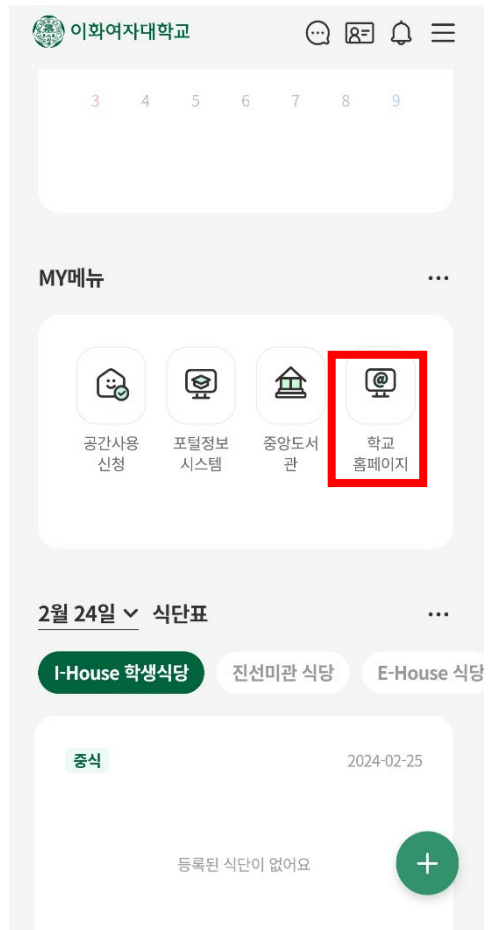 이화여자대학교
3 4 5 6 7 8 9
MY메뉴
공간사용 포털정보 중앙도서 학교
신청 시스템 관 홈페이지
2월 24일 식단표
I-House 학생식당 진선미관 식당 E-House 식당
중식 2024-02-25
등록된 식단이 없어요